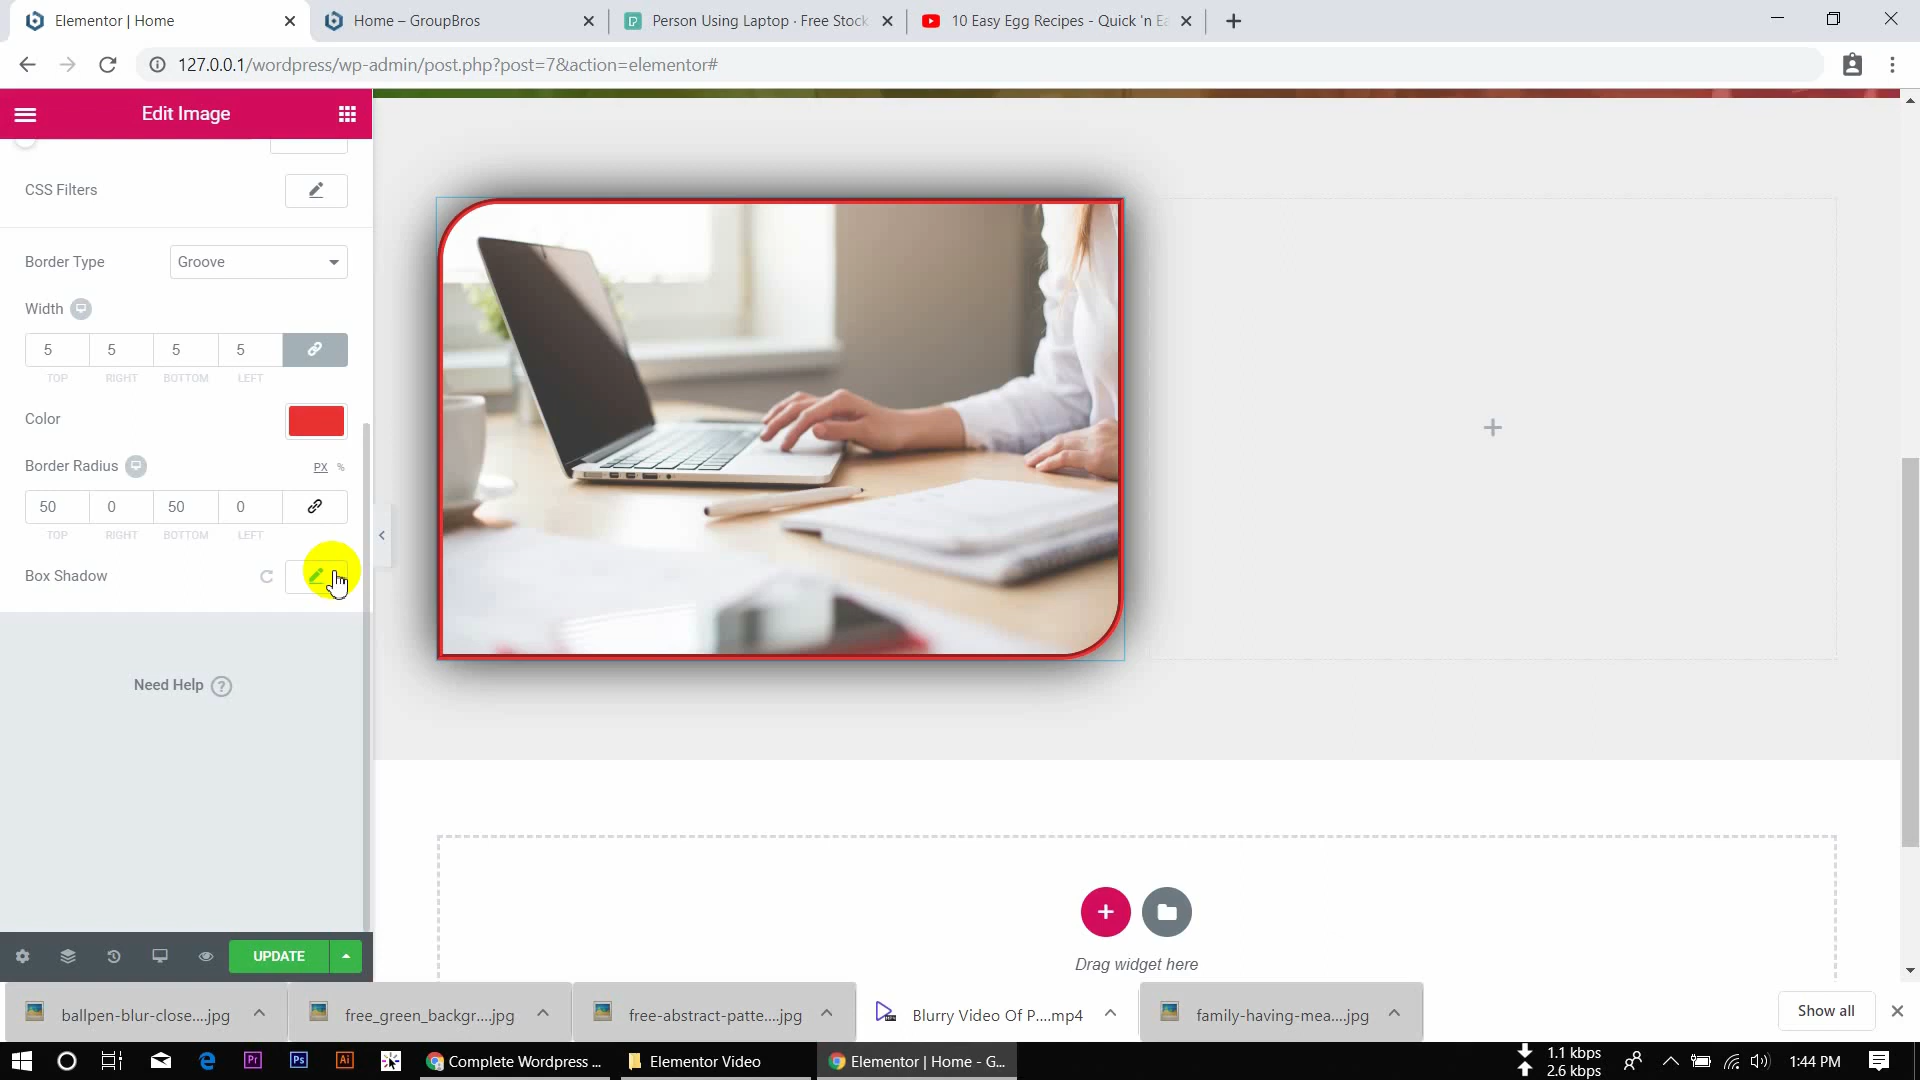 Elementor | Home
Home – GroupBros
Person Using Laptop · Free Stock
10 Easy Egg Recipes - Quick 'n Ea
127.0.0.1/wordpress/wp-admin/post.php?post=7&action=elementor#
Edit Image
CSS Filters
Border Type
Groove
Width
5 5 5 5
TOP RIGHT BOTTOM LEFT
Color
Border Radius
PX %
50 0 50 0
TOP RIGHT BOTTOM LEFT
Box Shadow
Need Help ?
UPDATE
Drag widget here
ballpen-blur-close....jpg
free_green_backgr....jpg
free-abstract-patte....jpg
Blurry Video Of P....mp4
family-having-mea....jpg
Show all
Pr
Ps
Ai
Complete Wordpress ...
Elementor Video
Elementor | Home - G...
1.1 kbps
2.6 kbps
1:44 PM